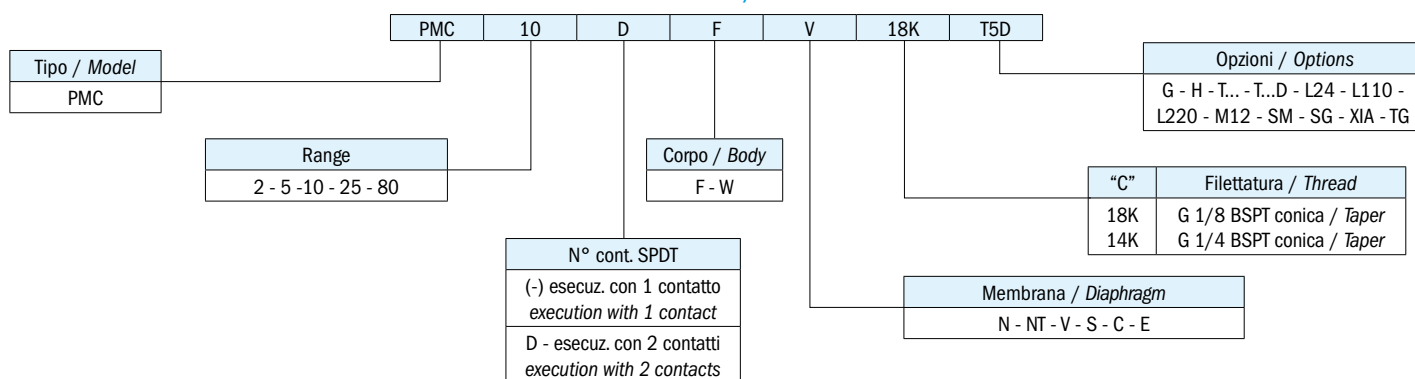 PMC 10 D F V 18K T5D
Tipo / Model
PMC
Opzioni / Options
G - H - T... - T...D - L24 - L110 -
L220 - M12 - SM - SG - XIA - TG
Range
2 - 5 -10 - 25 - 80
Corpo / Body
F - W
"C" Filettatura / Thread
18K G 1/8 BSPT conica / Taper
14K G 1/4 BSPT conica / Taper
N° cont. SPDT
(-) esecuz. con 1 contatto
execution with 1 contact
D - esecuz. con 2 contatti
execution with 2 contacts
Membrana / Diaphragm
N - NT - V - S - C - E